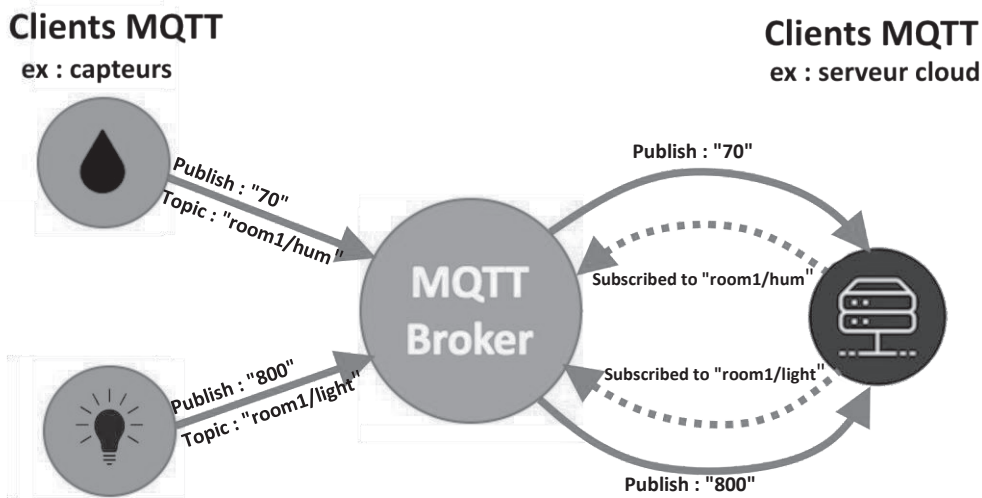 Clients MQTT
ex : capteurs
Clients MQTT
ex : serveur cloud
Publish : "70"
Topic : "room1/hum"
Publish : "70"
Subscribed to "room1/hum"
MQTT
Broker
Publish : "800"
Topic : "room1/light"
Subscribed to "room1/light"
Publish : "800"